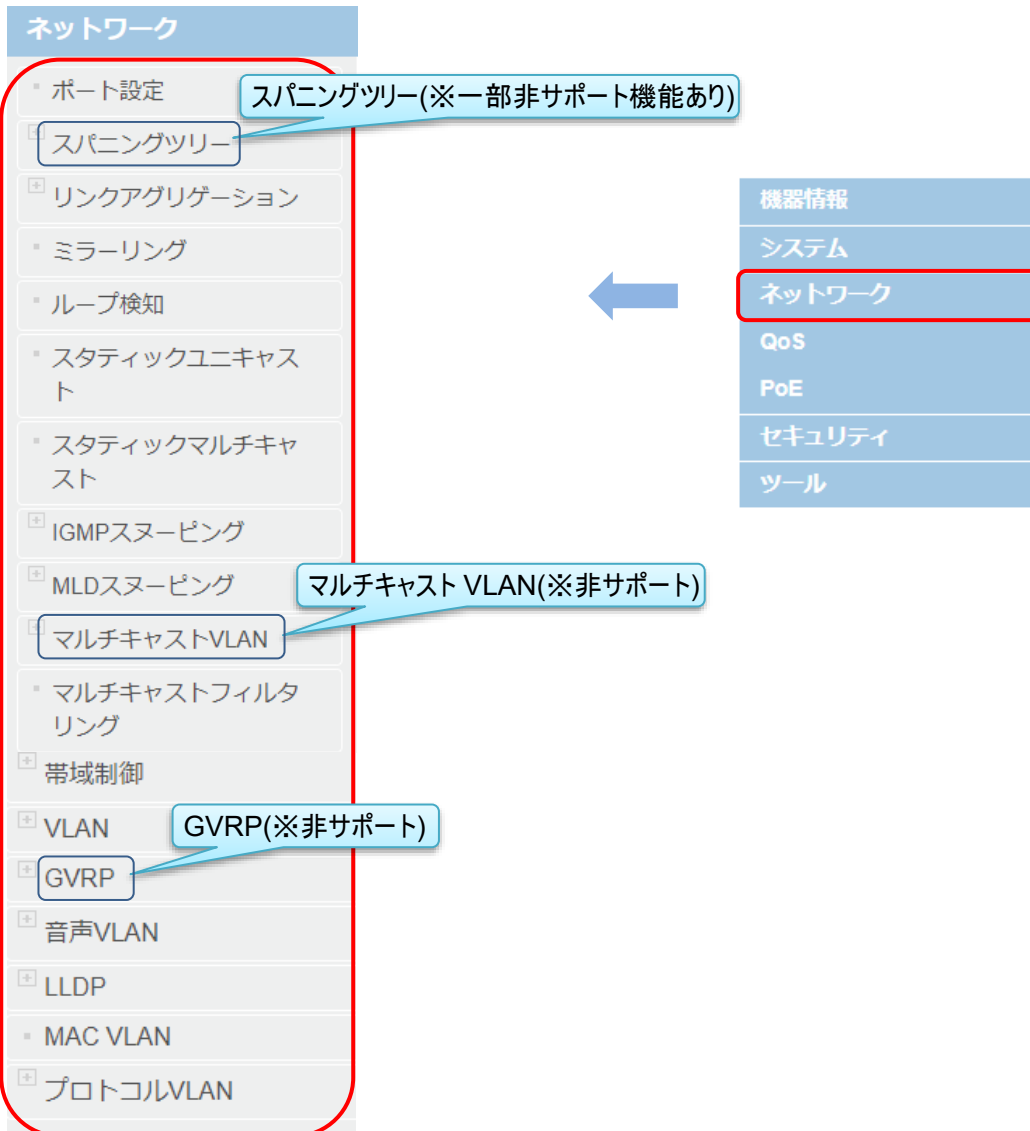 ネットワーク
ポート設定
スパニングツリー(※一部非サポート機能あり)
スパニングツリー
リンクアグリゲーション
ミラーリング
ループ検知
スタティックユニキャス
ト
スタティックマルチキャ
スト
IGMPスヌーピング
MLDスヌーピング
マルチキャスト VLAN(※非サポート)
マルチキャストVLAN
マルチキャストフィルタ
リング
帯域制御
VLAN
GVRP(※非サポート)
GVRP
音声VLAN
LLDP
MAC VLAN
プロトコルVLAN
機器情報
システム
ネットワーク
QoS
PoE
セキュリティ
ツール